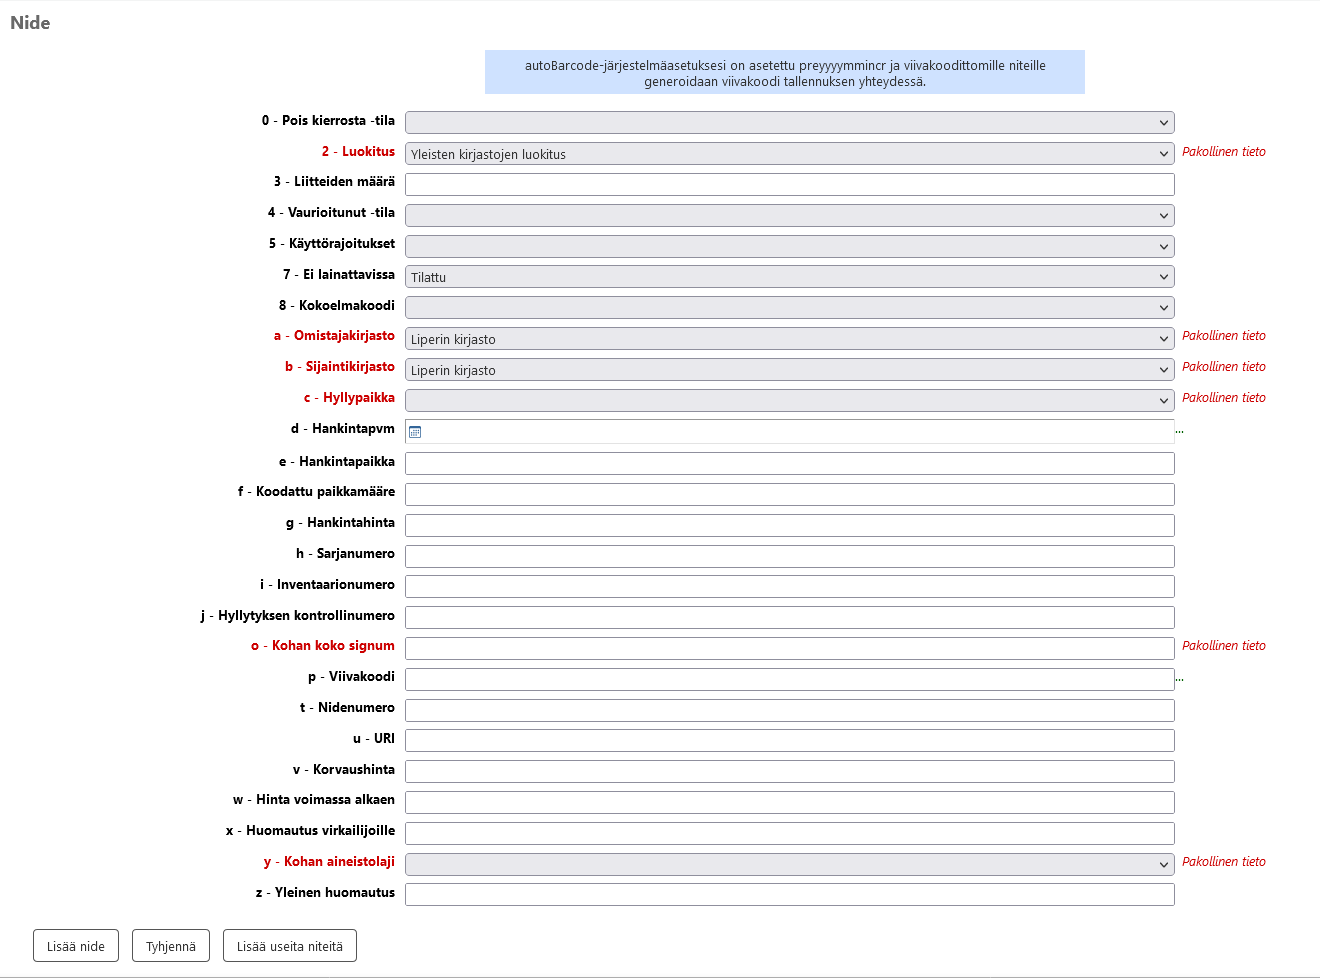 Nide
autoBarcode-järjestelmäasetuksesi on asetettu preyyyymmincr ja viivakoodittomille niteille
generoidaan viivakoodi tallennuksen yhteydessä.
0 - Pois kierrosta -tila
2 - Luokitus Yleisten kirjastojen luokitus Pakollinen tieto
3 - Liitteiden määrä
4 - Vaurioitunut -tila
5 - Käyttörajoitukset
7 - Ei lainattavissa Tilattu
8 - Kokoelmakoodi
a - Omistajakirjasto Liperin kirjasto Pakollinen tieto
b - Sijaintikirjasto Liperin kirjasto Pakollinen tieto
c - Hyllypaikka Pakollinen tieto
d - Hankintapvm ...
e - Hankintapaikka
f - Koodattu paikkamääre
g - Hankintahinta
h - Sarjanumero
i - Inventaarionumero
j - Hyllytyksen kontrollinumero
o - Kohan koko signum Pakollinen tieto
p - Viivakoodi ...
t - Nidenumero
u - URI
v - Korvaushinta
w - Hinta voimassa alkaen
x - Huomautus virkailijoille
y - Kohan aineistolaji Pakollinen tieto
z - Yleinen huomautus
Lisää nide Tyhjennä Lisää useita niteitä